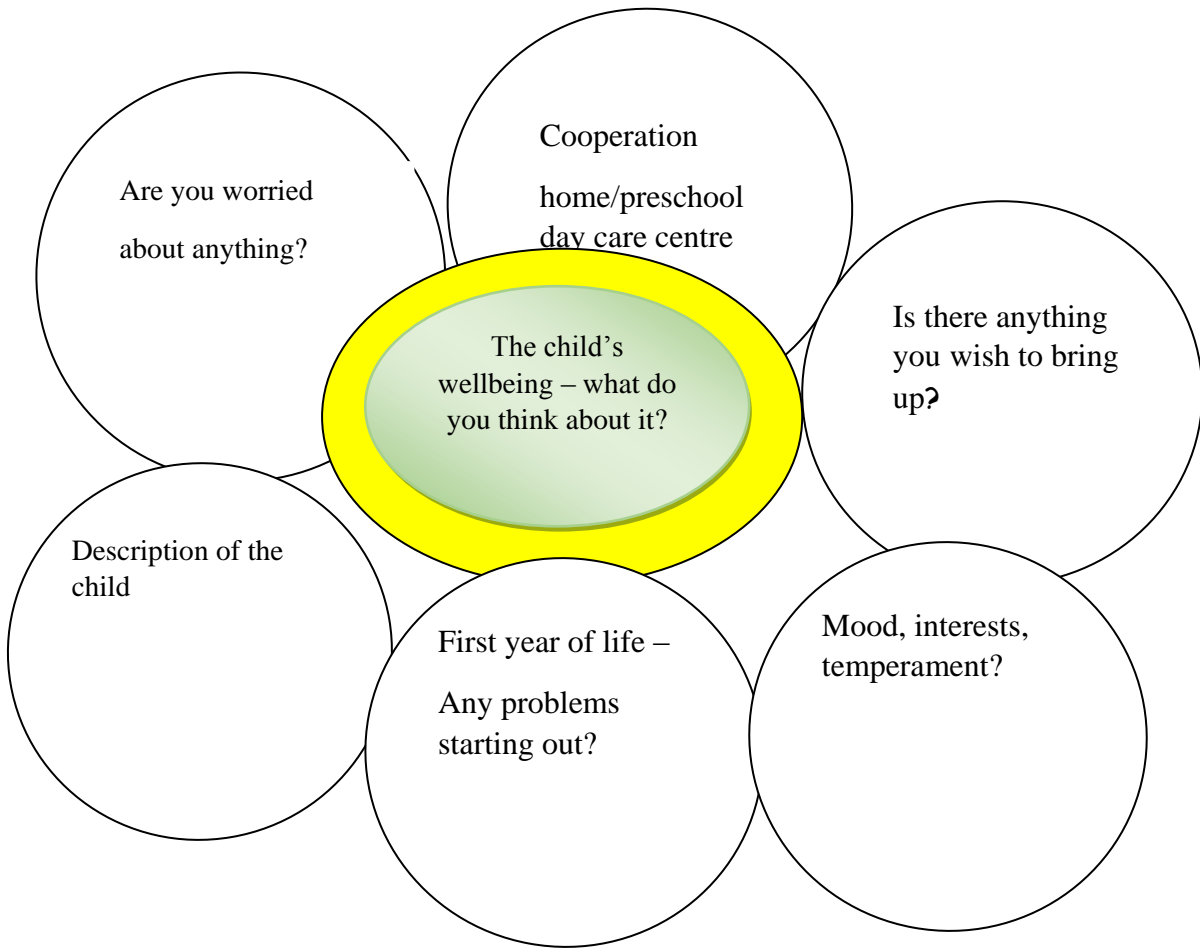 Are you worried
about anything?
Cooperation
home/preschool
day care centre
Is there anything
you wish to bring
up?
The child’s
wellbeing – what do
you think about it?
Description of the
child
First year of life –
Any problems
starting out?
Mood, interests,
temperament?